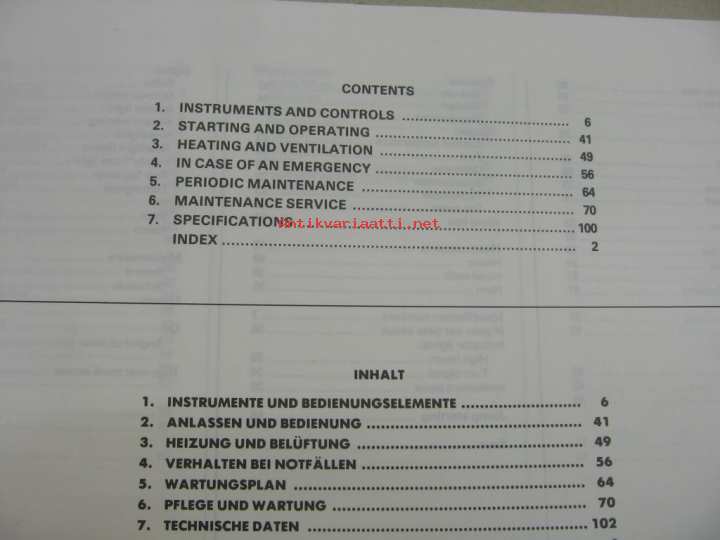 CONTENTS
1. INSTRUMENTS AND CONTROLS ........................................ 6
2. STARTING AND OPERATING ........................................ 41
3. HEATING AND VENTILATION ........................................ 49
4. IN CASE OF AN EMERGENCY ........................................ 56
5. PERIODIC MAINTENANCE ........................................ 64
6. MAINTENANCE SERVICE ........................................ 70
7. SPECIFICATIONS ........................................ 100
antikvariaatti.net
INDEX ........................................ 2
INHALT
1. INSTRUMENTE UND BEDIENUNGSELEMENTE ........................ 6
2. ANLASSEN UND BEDIENUNG ........................................ 41
3. HEIZUNG UND BELÜFTUNG ........................................ 49
4. VERHALTEN BEI NOTFÄLLEN ........................................ 56
5. WARTUNGSPLAN ........................................ 64
6. PFLEGE UND WARTUNG ........................................ 70
7. TECHNISCHE DATEN ........................................ 102